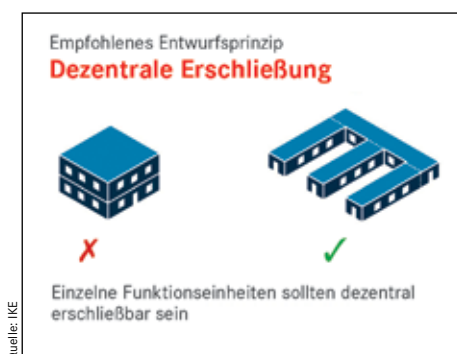 Empfohlenes Entwurfsprinzip
Dezentrale Erschließung
✗
✓
Einzelne Funktionseinheiten sollten dezentral
erschließbar sein
uelle: IKE